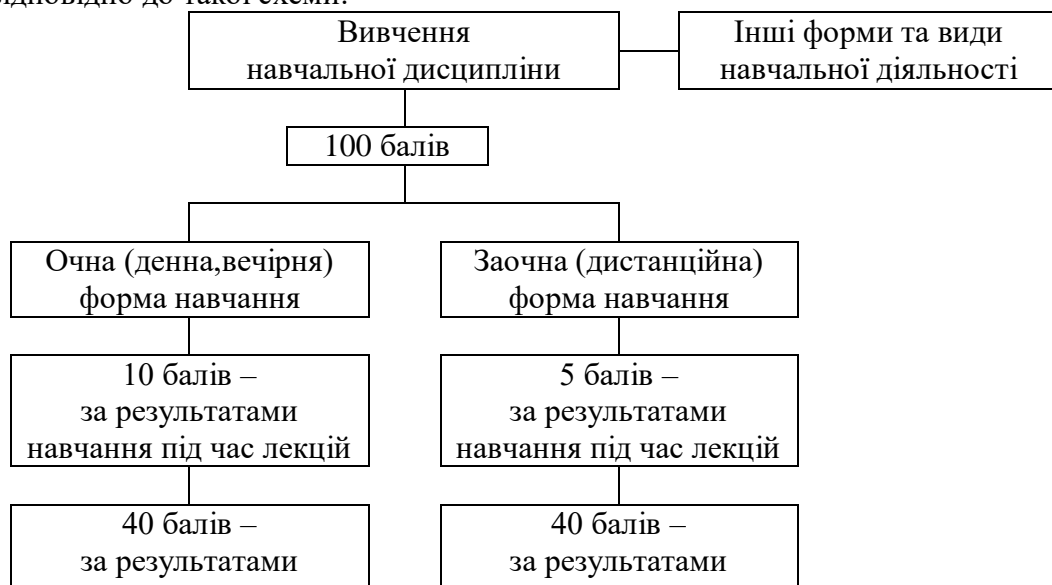 відповідно до такої схеми:
Вивчення
навчальної дисципліни
Інші форми та види
навчальної діяльності
100 балів
Очна (денна,вечірня)
форма навчання
Заочна (дистанційна)
форма навчання
10 балів –
за результатами
навчання під час лекцій
5 балів –
за результатами
навчання під час лекцій
40 балів –
за результатами
40 балів –
за результатами